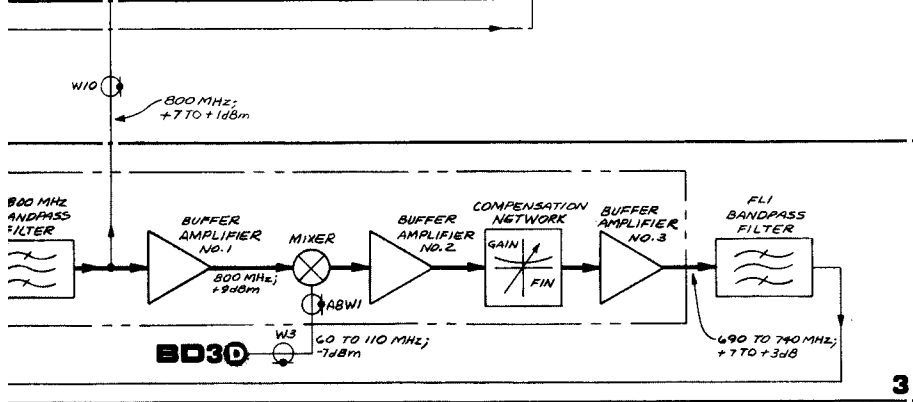 W10
800 MHz;
+7 TO +1dBm
800 MHz
ANDPASS
FILTER
BUFFER
AMPLIFIER
NO.1
800 MHz;
+9dBm
MIXER
A8W1
W3
BD3D
60 TO 110 MHz;
-7dBm
BUFFER
AMPLIFIER
NO.2
COMPENSATION
NETWORK
GAIN
FIN
BUFFER
AMPLIFIER
NO.3
FL1
BANDPASS
FILTER
690 TO 740 MHz;
+7 TO +3dB
3